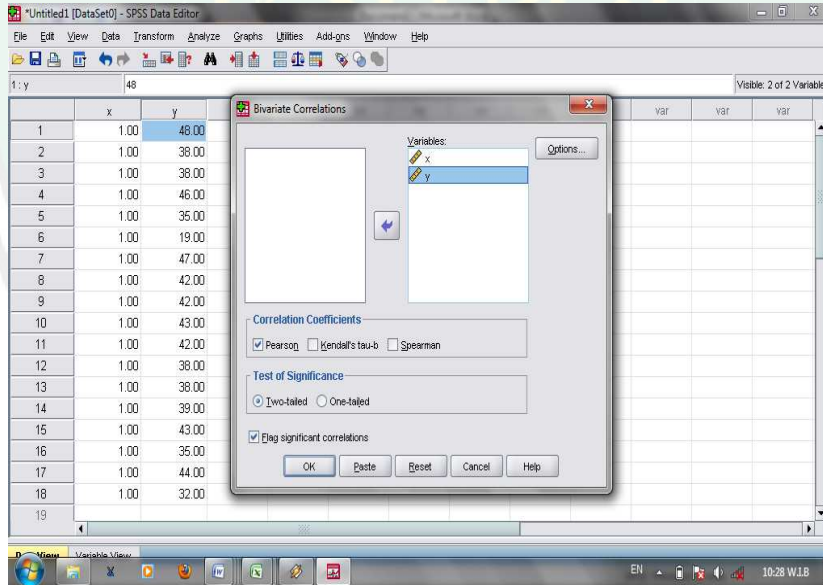 *Untitled1 [DataSet0] - SPSS Data Editor
File Edit View Data Transform Analyze Graphs Utilities Add-ons Window Help
1 : y 48 Visible: 2 of 2 Variable
x y var var var
1 1.00 48.00
2 1.00 38.00
3 1.00 38.00
4 1.00 46.00
5 1.00 35.00
6 1.00 19.00
7 1.00 47.00
8 1.00 42.00
9 1.00 42.00
10 1.00 43.00
11 1.00 42.00
12 1.00 38.00
13 1.00 38.00
14 1.00 39.00
15 1.00 43.00
16 1.00 35.00
17 1.00 44.00
18 1.00 32.00
19
Bivariate Correlations
Variables:
x
y
Options...
Correlation Coefficients
Pearson Kendall's tau-b Spearman
Test of Significance
Two-tailed One-tailed
Flag significant correlations
OK Paste Reset Cancel Help
Variable View
EN 10:28 W.I.B